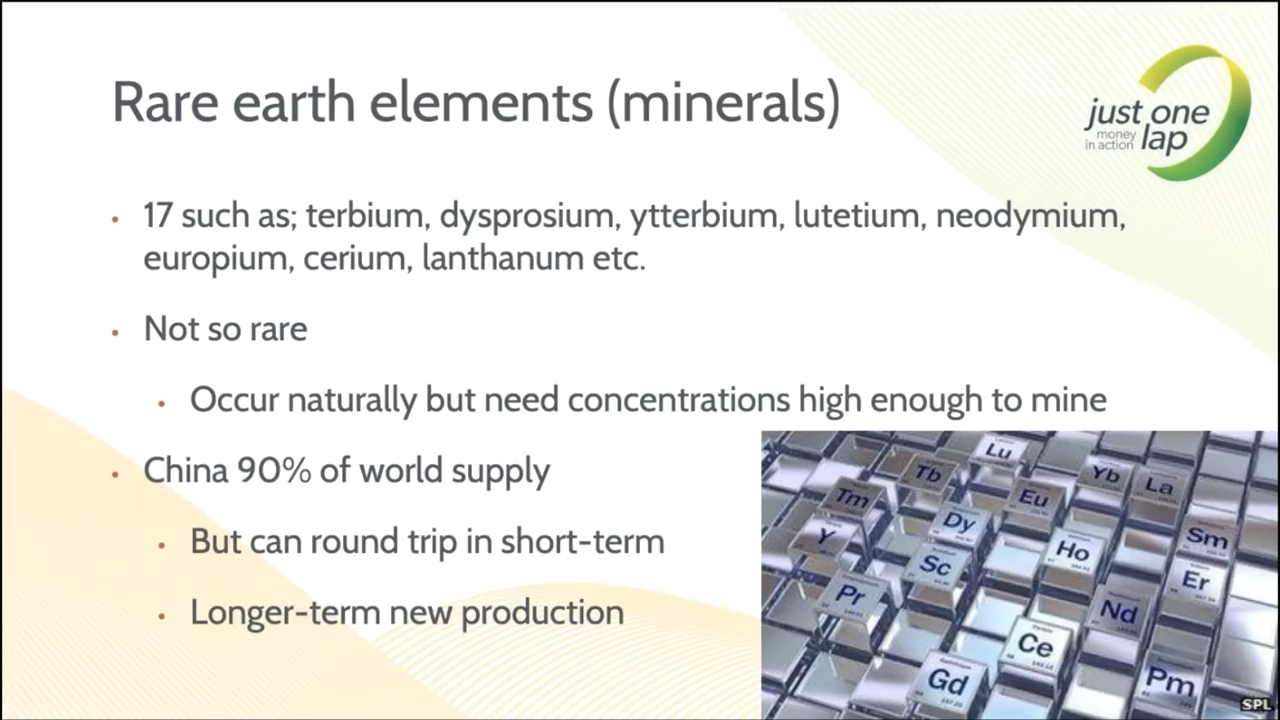 Rare earth elements (minerals)
just one
money
in action lap
• 17 such as; terbium, dysprosium, ytterbium, lutetium, neodymium,
europium, cerium, lanthanum etc.
• Not so rare
• Occur naturally but need concentrations high enough to mine
• China 90% of world supply
• But can round trip in short-term
• Longer-term new production
Lu
Tb
Yb
La
Tm
Eu
Y
Dy
Sm
Ho
Sc
Er
Pr
Nd
Ce
Gd
Pm
SPL